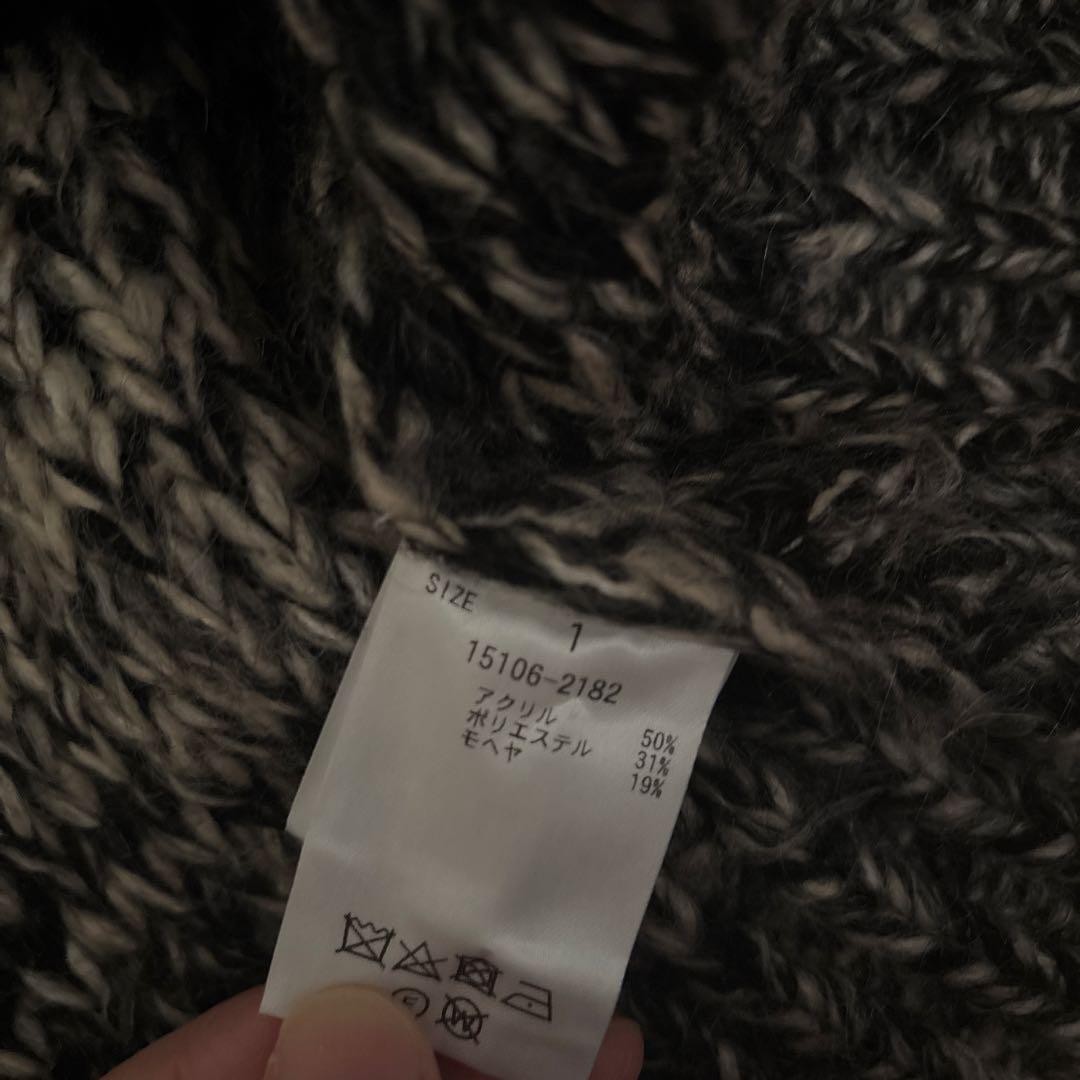 SIZE
1
15106-2182
アクリル 50%
ポリエステル 31%
モヘヤ 19%